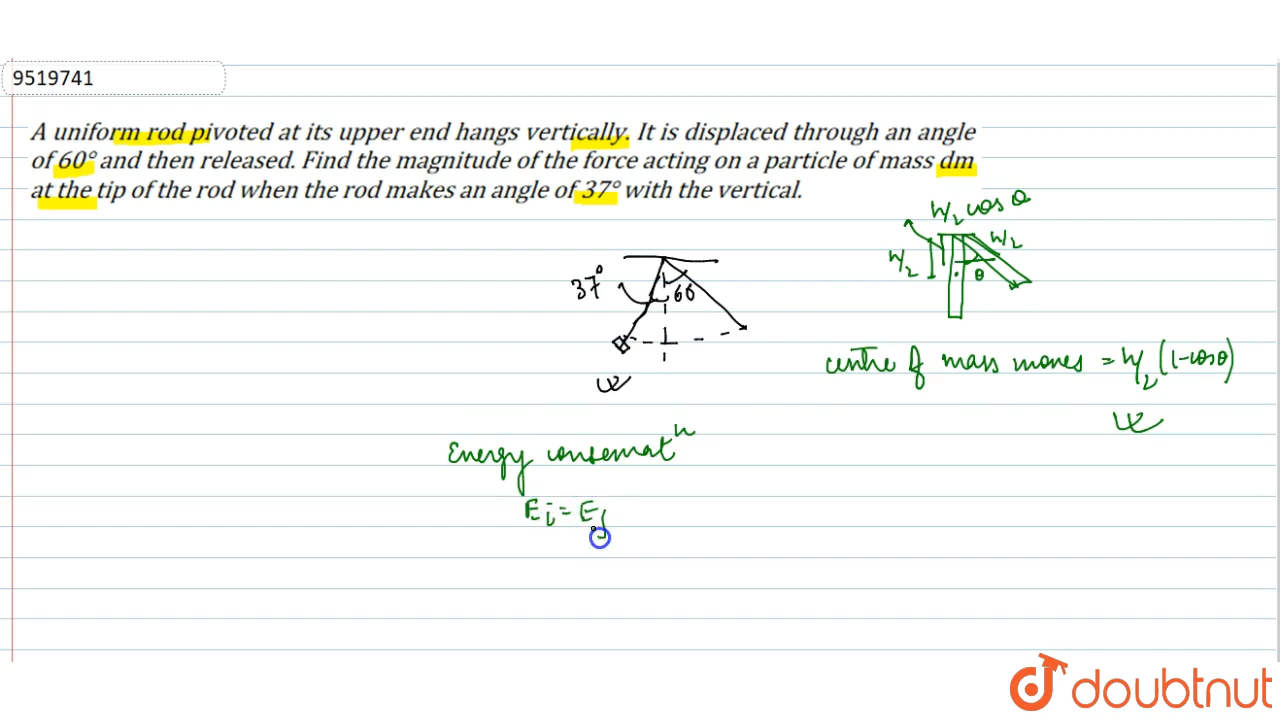 9519741
A uniform rod pivoted at its upper end hangs vertically. It is displaced through an angle
of 60° and then released. Find the magnitude of the force acting on a particle of mass dm
at the tip of the rod when the rod makes an angle of 37° with the vertical.
37°
60
L/2 cos θ
L/2
L/2
θ
centre of mass moves = L/2 (1-cosθ)
Energy conservatn
Ei = Ef
doubtnut